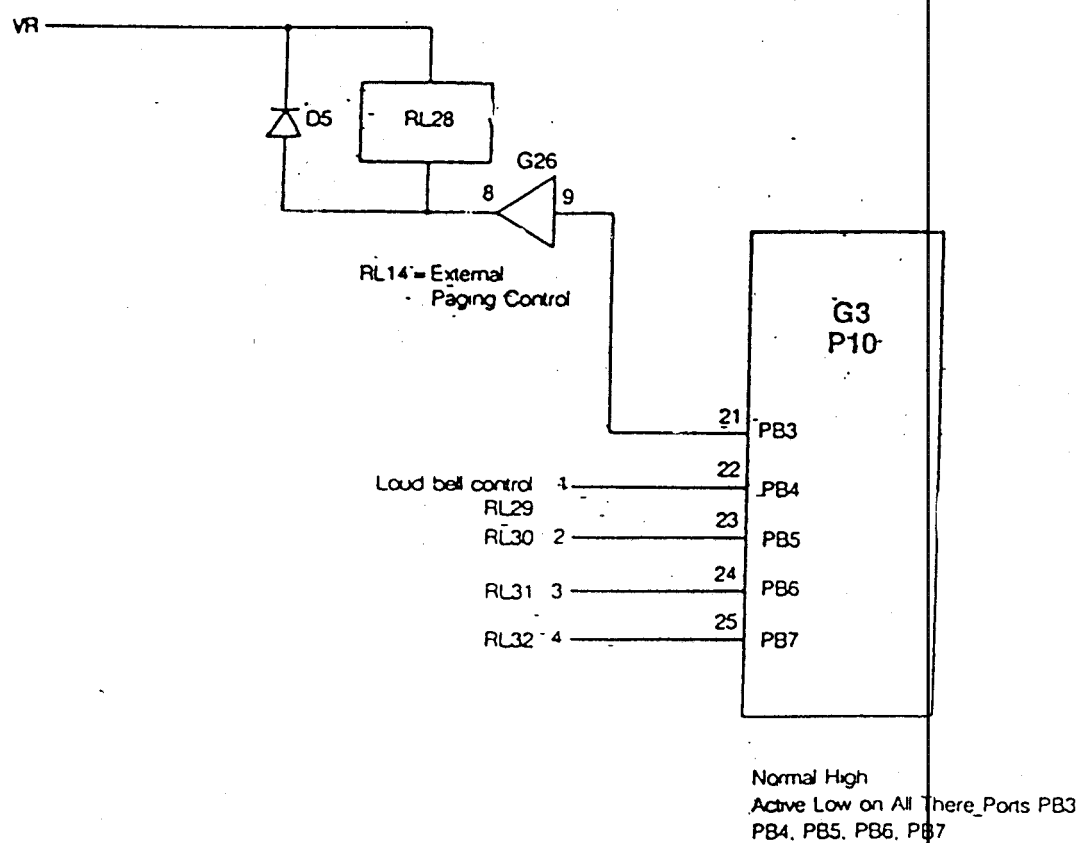 VR
D5
RL28
G26
8
9
RL14 = External
Paging Control
G3
P10
21
PB3
22
Loud bell control 1
PB4
RL29
23
RL30 2
PB5
24
RL31 3
PB6
25
RL32 4
PB7
Normal High
Active Low on All There Ports PB3
PB4, PB5, PB6, PB7